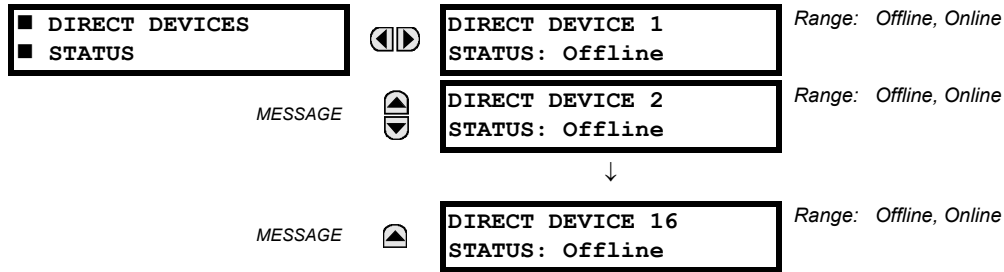 ■ DIRECT DEVICES
■ STATUS
DIRECT DEVICE 1
STATUS: Offline
Range: Offline, Online
MESSAGE
DIRECT DEVICE 2
STATUS: Offline
Range: Offline, Online
↓
MESSAGE
DIRECT DEVICE 16
STATUS: Offline
Range: Offline, Online